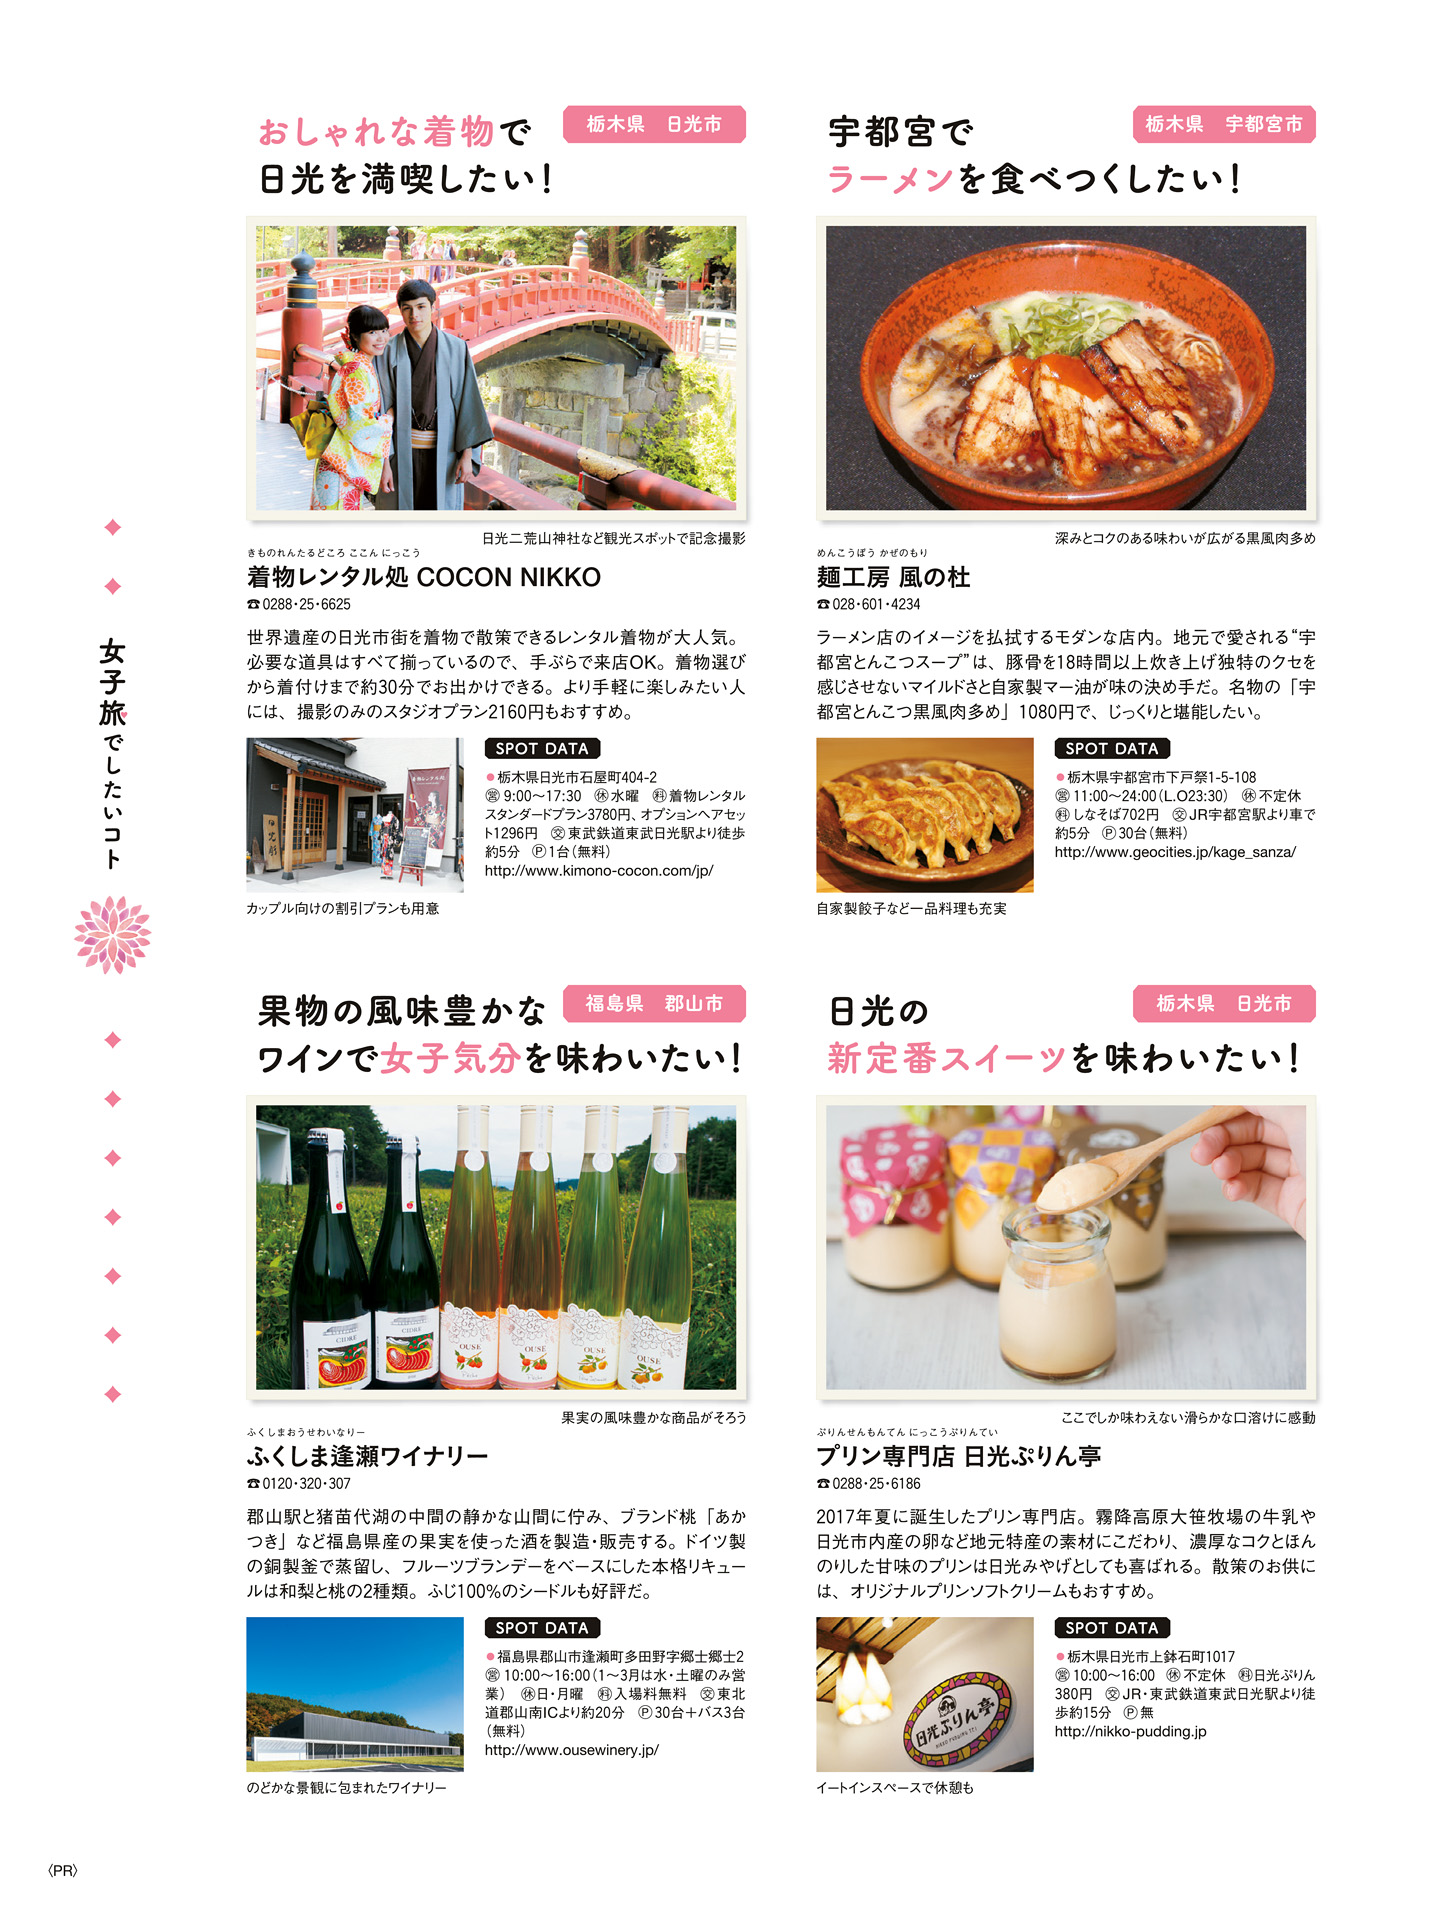 女子旅でしたいコト
おしゃれな着物で
日光を満喫したい！
栃木県　日光市
日光二荒山神社など観光スポットで記念撮影
きものれんたるどころ ここん にっこう
着物レンタル処 COCON NIKKO
☎0288・25・6625
世界遺産の日光市街を着物で散策できるレンタル着物が大人気。
必要な道具はすべて揃っているので、手ぶらで来店OK。着物選び
から着付けまで約30分でお出かけできる。より手軽に楽しみたい人
には、撮影のみのスタジオプラン2160円もおすすめ。
SPOT DATA
●栃木県日光市石屋町404-2
㊂9:00～17:30　㊡水曜　料着物レンタル
スタンダードプラン3780円、オプションヘアセッ
ト1296円　交東武鉄道東武日光駅より徒歩
約5分　Ⓟ1台（無料）
http://www.kimono-cocon.com/jp/
カップル向けの割引プランも用意
宇都宮で
ラーメンを食べつくしたい！
栃木県　宇都宮市
深みとコクのある味わいが広がる黒風肉多め
めんこうぼう かぜのもり
麺工房 風の杜
☎028・601・4234
ラーメン店のイメージを払拭するモダンな店内。地元で愛される“宇
都宮とんこつスープ”は、豚骨を18時間以上炊き上げ独特のクセを
感じさせないマイルドさと自家製マー油が味の決め手だ。名物の「宇
都宮とんこつ黒風肉多め」1080円で、じっくりと堪能したい。
SPOT DATA
●栃木県宇都宮市下戸祭1-5-108
営11:00～24:00（L.O23:30）　㊡不定休
料しなそば702円　交JR宇都宮駅より車で
約5分　Ⓟ30台（無料）
http://www.geocities.jp/kage_sanza/
自家製餃子など一品料理も充実
果物の風味豊かな
ワインで女子気分を味わいたい！
福島県　郡山市
CIDRE
CIDRE
OUSE
OUSE
OUSE
OUSE
果実の風味豊かな商品がそろう
ふくしまおうせわいなりー
ふくしま逢瀬ワイナリー
☎0120・320・307
郡山駅と猪苗代湖の中間の静かな山間に佇み、ブランド桃「あか
つき」など福島県産の果実を使った酒を製造・販売する。ドイツ製
の銅製釜で蒸留し、フルーツブランデーをベースにした本格リキュー
ルは和梨と桃の2種類。ふじ100％のシードルも好評だ。
SPOT DATA
●福島県郡山市逢瀬町多田野字郷士郷士2
営10:00～16:00（1～3月は水・土曜のみ営
業）　㊡日・月曜　料入場料無料　交東北
道郡山南ICより約20分　Ⓟ30台＋バス3台
（無料）
http://www.ousewinery.jp/
のどかな景観に包まれたワイナリー
日光の
新定番スイーツを味わいたい！
栃木県　日光市
ここでしか味わえない滑らかな口溶けに感動
ぷりんせんもんてん にっこうぷりんてい
プリン専門店 日光ぷりん亭
☎0288・25・6186
2017年夏に誕生したプリン専門店。霧降高原大笹牧場の牛乳や
日光市内産の卵など地元特産の素材にこだわり、濃厚なコクとほん
のりした甘味のプリンは日光みやげとしても喜ばれる。散策のお供に
は、オリジナルプリンソフトクリームもおすすめ。
日光ぷりん亭
NIKKO PUDDING TEI
SPOT DATA
●栃木県日光市上鉢石町1017
営10:00～16:00　㊡不定休　料日光ぷりん
380円　交JR・東武鉄道東武日光駅より徒
歩約15分　Ⓟ無
http://nikko-pudding.jp
イートインスペースで休憩も
〈PR〉